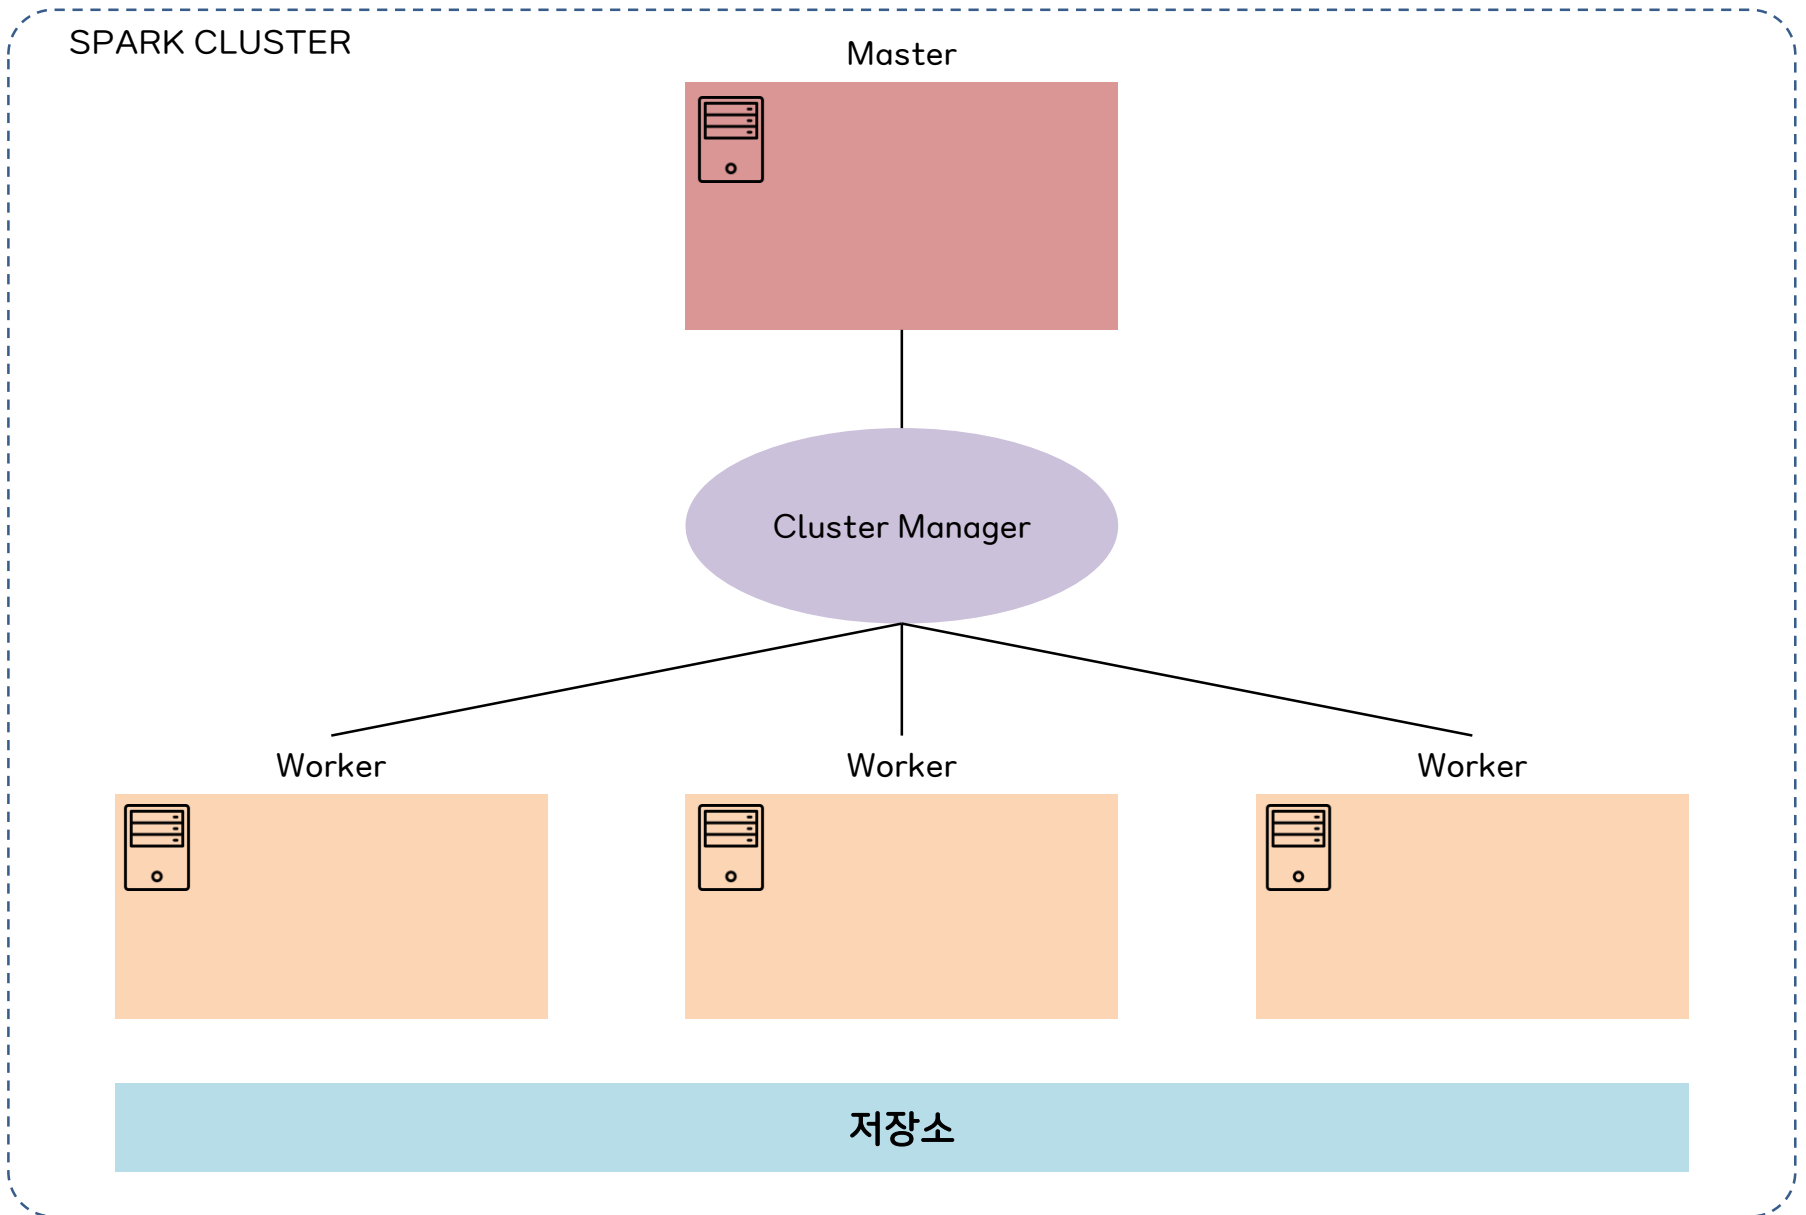 SPARK CLUSTER
Master
Cluster Manager
Worker
Worker
Worker
저장소